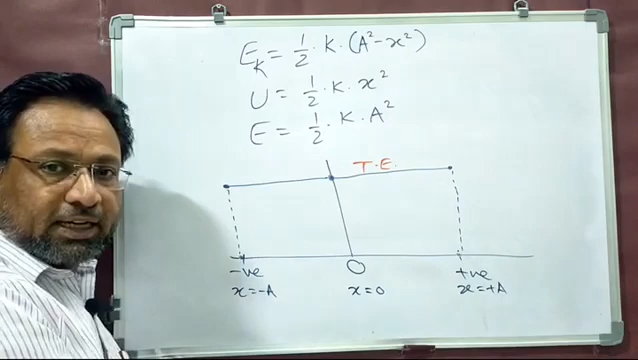 E_K = 1/2 · K · (A² - x²)
U = 1/2 · K · x²
E = 1/2 · K · A²
T.E.
O
-ve +ve
x=-A x=0 x=+A